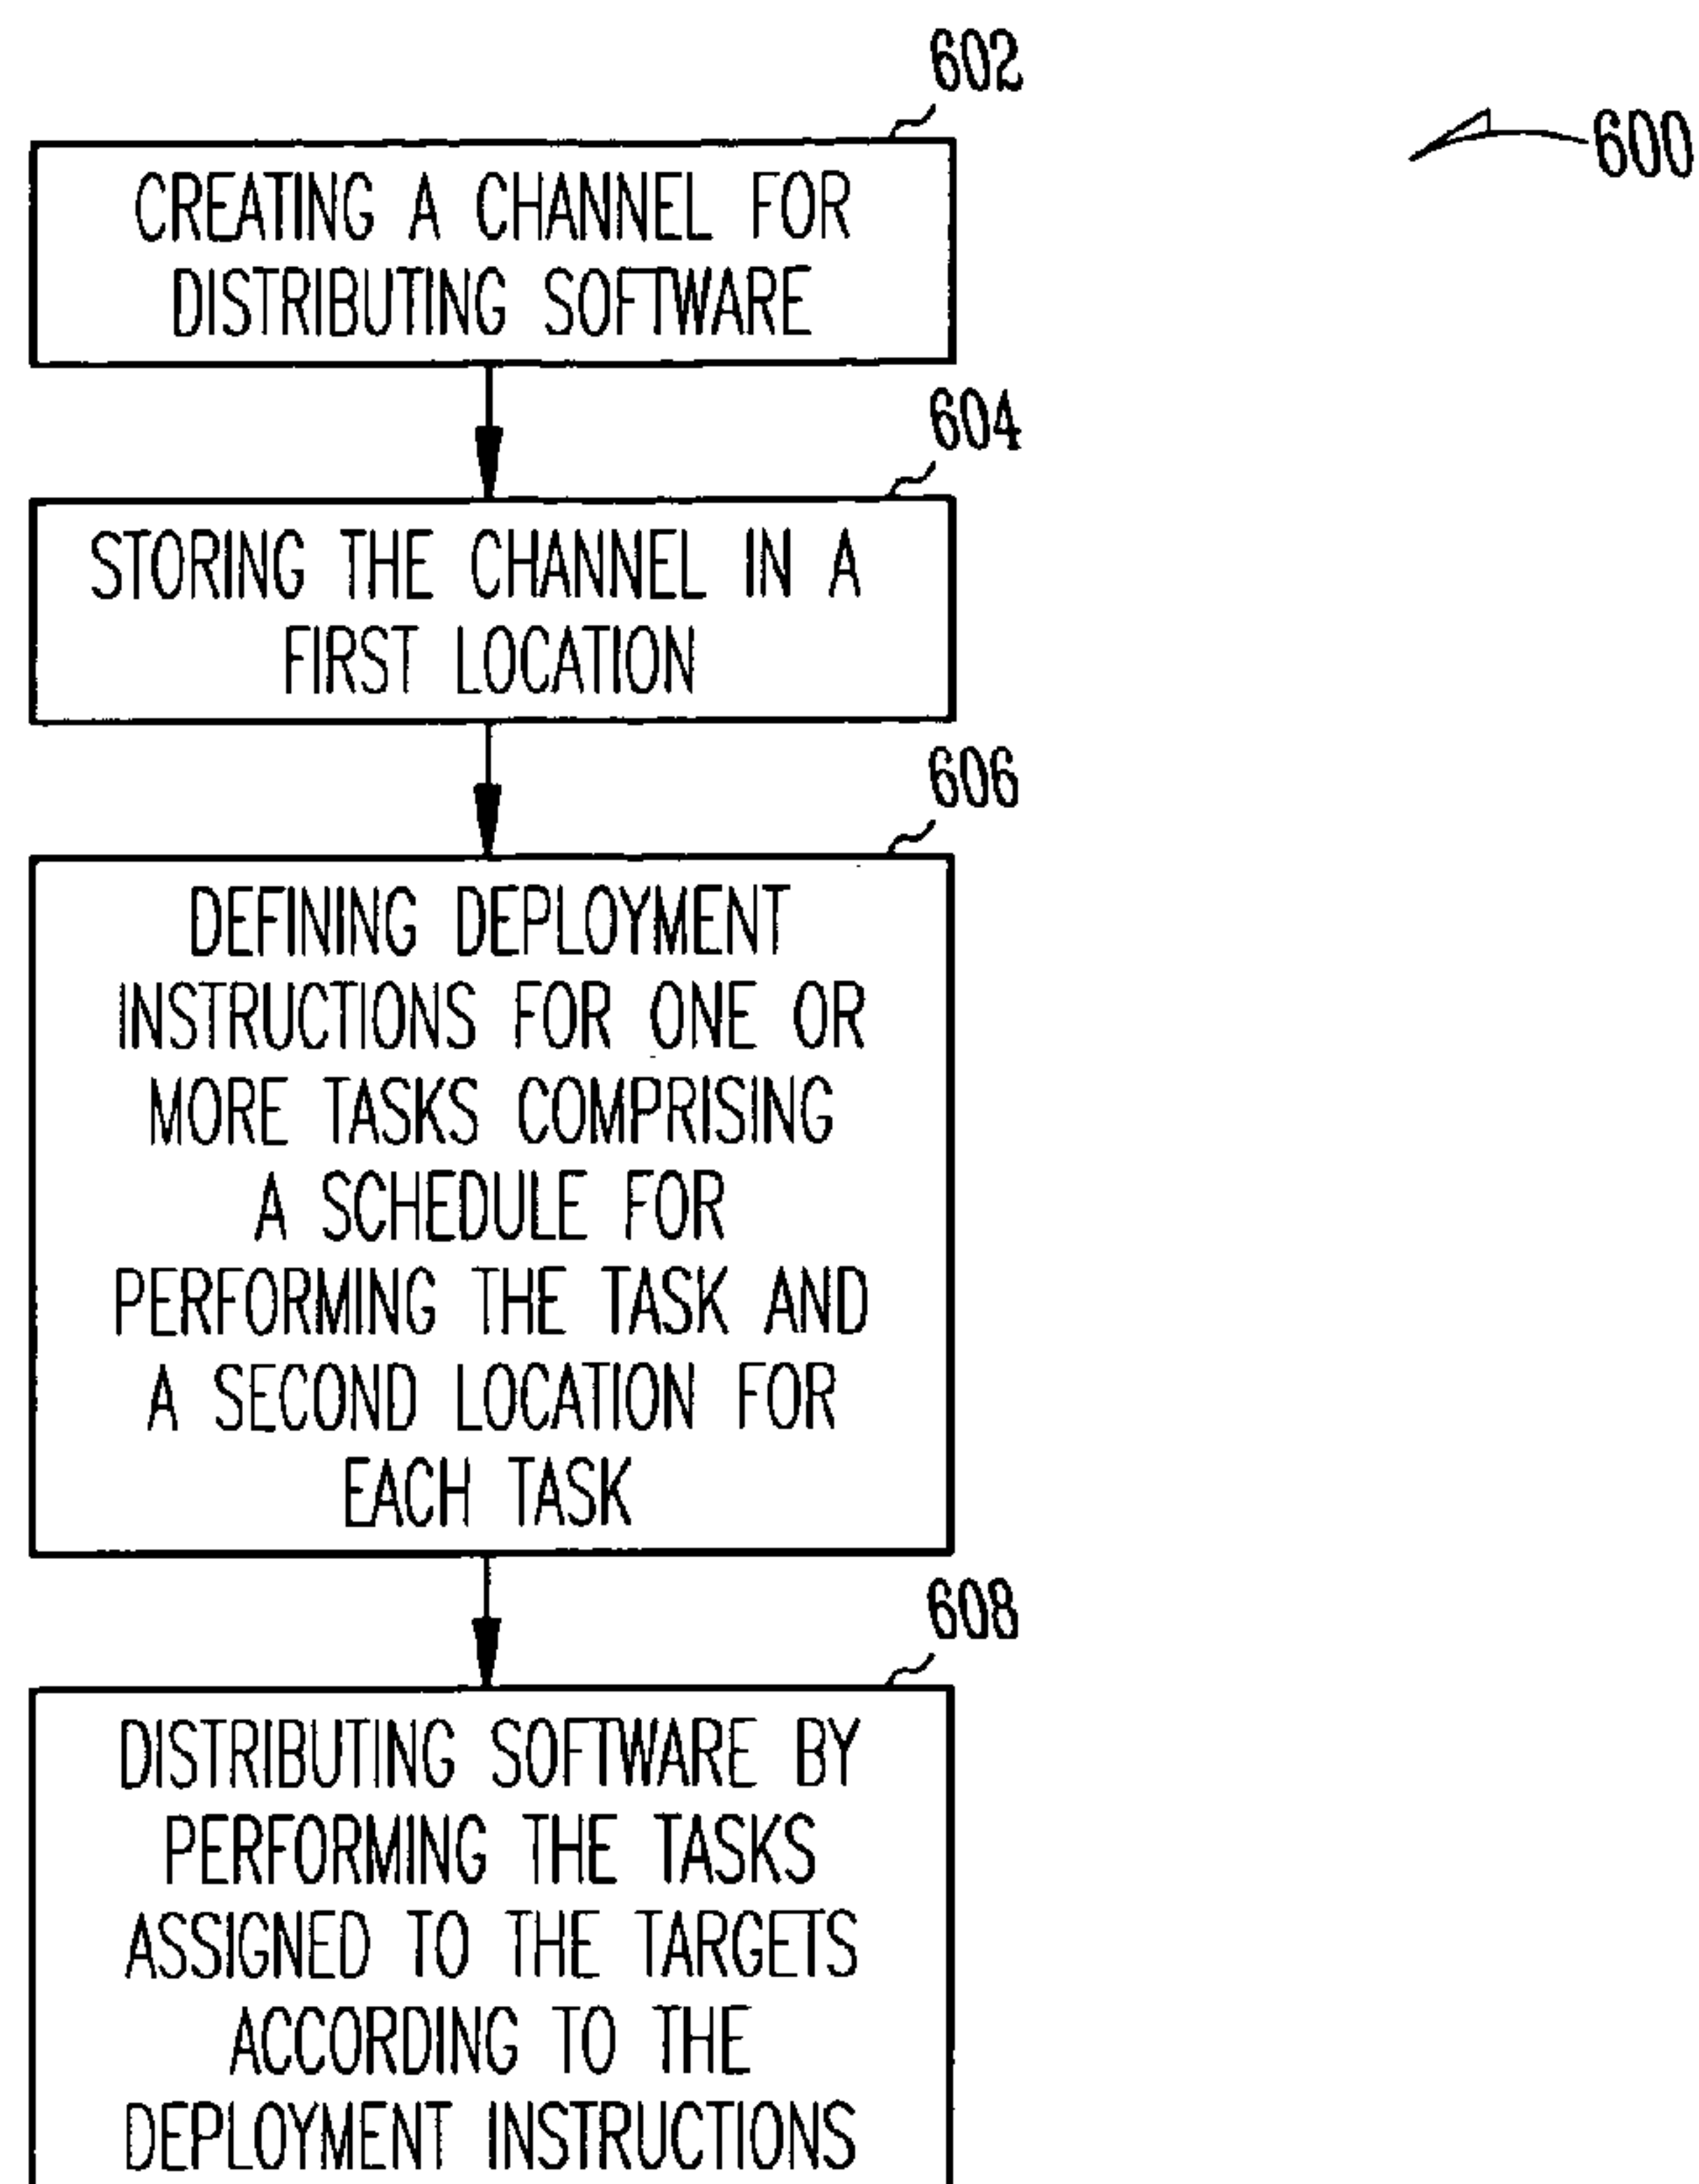 602
600
CREATING A CHANNEL FOR
DISTRIBUTING SOFTWARE
604
STORING THE CHANNEL IN A
FIRST LOCATION
606
DEFINING DEPLOYMENT
INSTRUCTIONS FOR ONE OR
MORE TASKS COMPRISING
A SCHEDULE FOR
PERFORMING THE TASK AND
A SECOND LOCATION FOR
EACH TASK
608
DISTRIBUTING SOFTWARE BY
PERFORMING THE TASKS
ASSIGNED TO THE TARGETS
ACCORDING TO THE
DEPLOYMENT INSTRUCTIONS